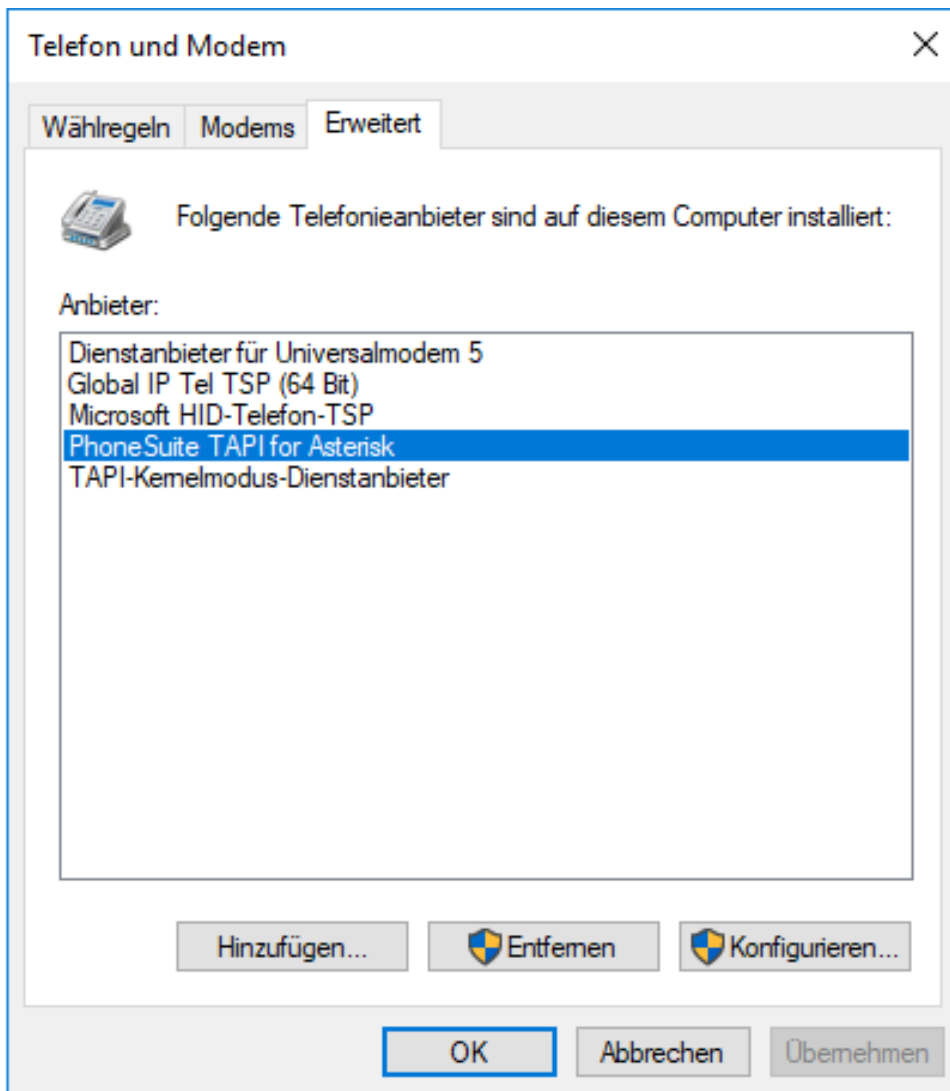 Telefon und Modem
Wählregeln Modems Erweitert
Folgende Telefonieanbieter sind auf diesem Computer installiert:
Anbieter:
Dienstanbieter für Universalmodem 5
Global IP Tel TSP (64 Bit)
Microsoft HID-Telefon-TSP
PhoneSuite TAPI for Asterisk
TAPI-Kernelmodus-Dienstanbieter
Hinzufügen... Entfernen Konfigurieren...
OK Abbrechen Übernehmen